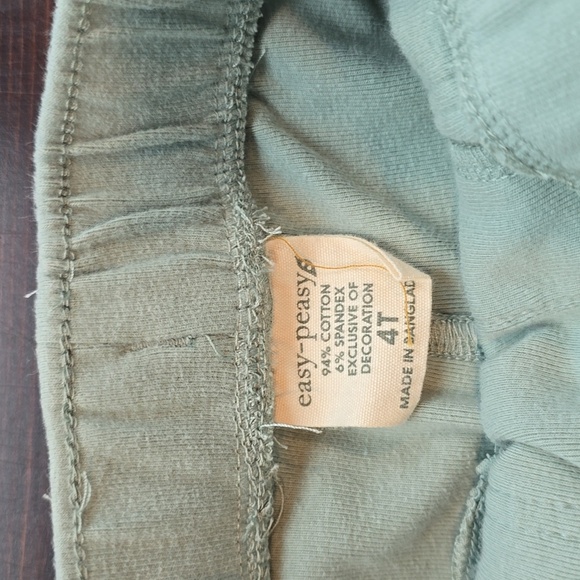 easy-peasy
94% COTTON
6% SPANDEX
EXCLUSIVE OF
DECORATION
4T
MADE IN BANGLAD